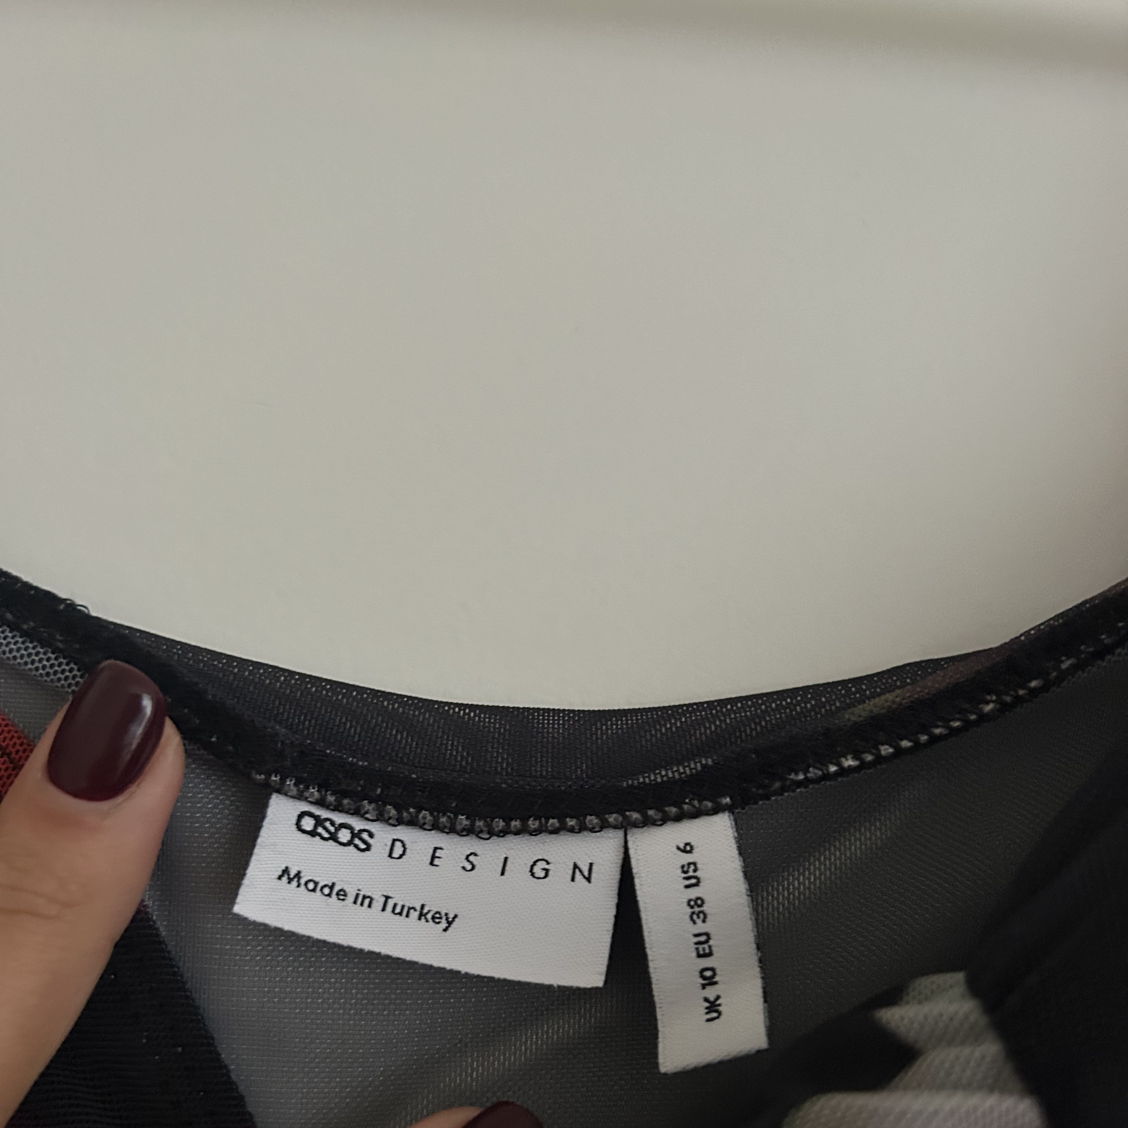 asos DESIGN
Made in Turkey
UK 10 EU 38 US 6